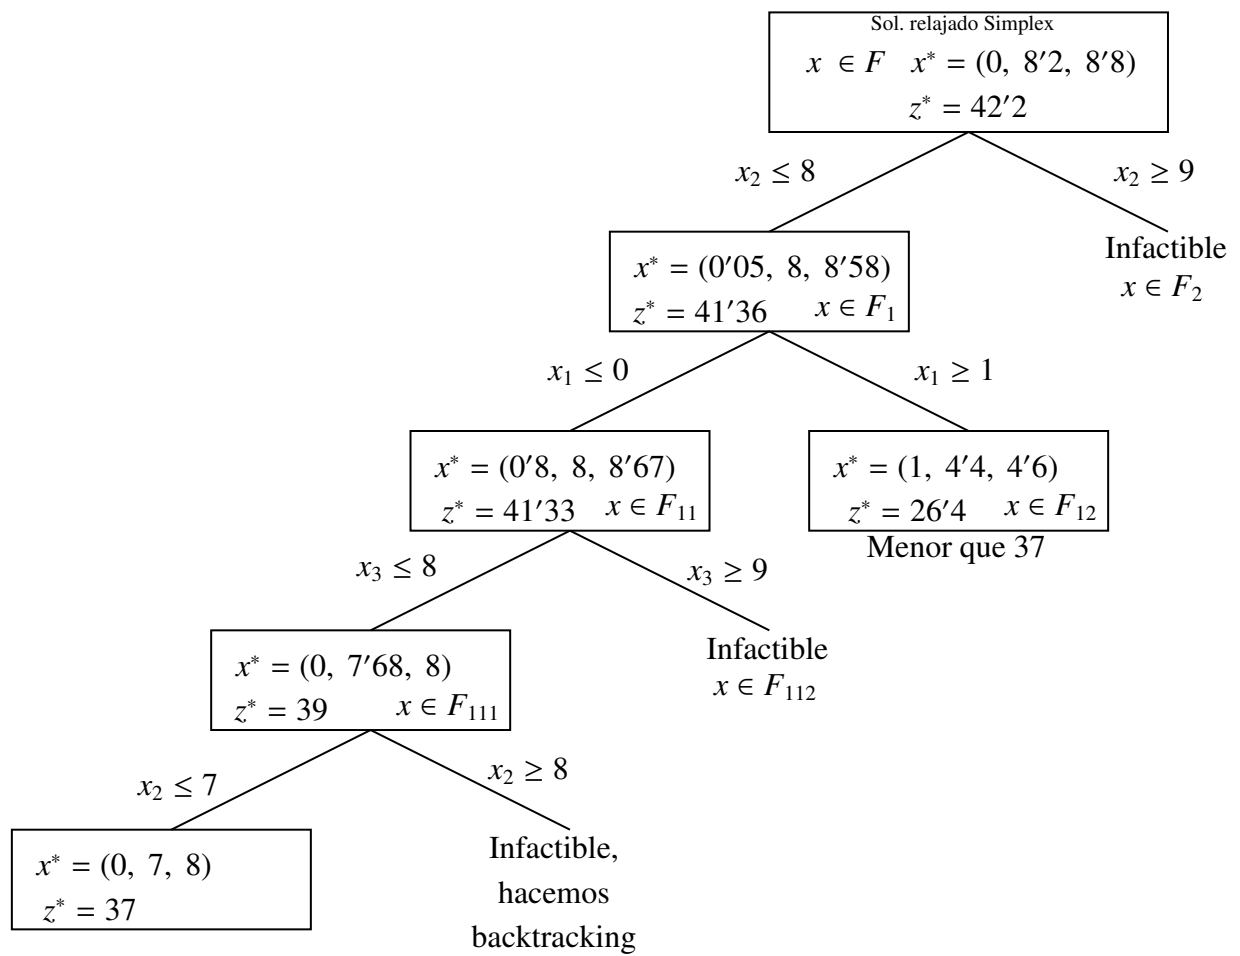 Sol. relajado Simplex
x ∈ F x* = (0, 8′2, 8′8)
z* = 42′2
x₂ ≤ 8
x₂ ≥ 9
x* = (0′05, 8, 8′58)
z* = 41′36 x ∈ F₁
Infactible
x ∈ F₂
x₁ ≤ 0
x₁ ≥ 1
x* = (0′8, 8, 8′67)
z* = 41′33 x ∈ F₁₁
x* = (1, 4′4, 4′6)
z* = 26′4 x ∈ F₁₂
Menor que 37
x₃ ≤ 8
x₃ ≥ 9
x* = (0, 7′68, 8)
z* = 39 x ∈ F₁₁₁
Infactible
x ∈ F₁₁₂
x₂ ≤ 7
x₂ ≥ 8
x* = (0, 7, 8)
z* = 37
Infactible,
hacemos
backtracking